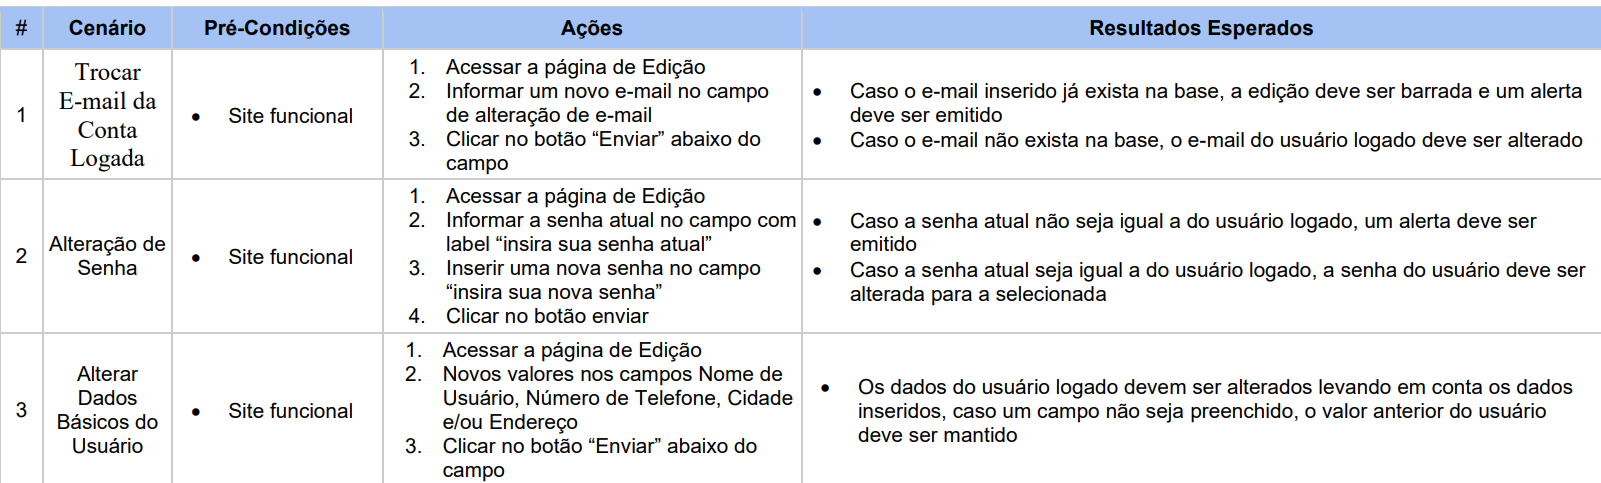 # Cenário Pré-Condições Ações Resultados Esperados
1
Trocar
E-mail da
Conta
Logada
● Site funcional
1. Acessar a página de Edição
2. Informar um novo e-mail no campo
de alteração de e-mail
3. Clicar no botão “Enviar” abaixo do
campo
● Caso o e-mail inserido já exista na base, a edição deve ser barrada e um alerta
deve ser emitido
● Caso o e-mail não exista na base, o e-mail do usuário logado deve ser alterado
2
Alteração de
Senha
● Site funcional
1. Acessar a página de Edição
2. Informar a senha atual no campo com
label “insira sua senha atual”
3. Inserir uma nova senha no campo
“insira sua nova senha”
4. Clicar no botão enviar
● Caso a senha atual não seja igual a do usuário logado, um alerta deve ser
emitido
● Caso a senha atual seja igual a do usuário logado, a senha do usuário deve ser
alterada para a selecionada
3
Alterar
Dados
Básicos do
Usuário
● Site funcional
1. Acessar a página de Edição
2. Novos valores nos campos Nome de
Usuário, Número de Telefone, Cidade
e/ou Endereço
3. Clicar no botão “Enviar” abaixo do
campo
● Os dados do usuário logado devem ser alterados levando em conta os dados
inseridos, caso um campo não seja preenchido, o valor anterior do usuário
deve ser mantido